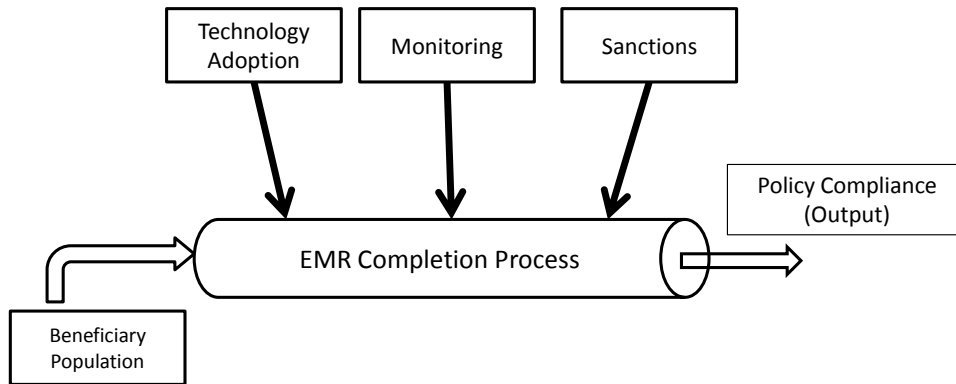 Technology
Adoption
Monitoring
Sanctions
Policy Compliance
(Output)
EMR Completion Process
Beneficiary
Population